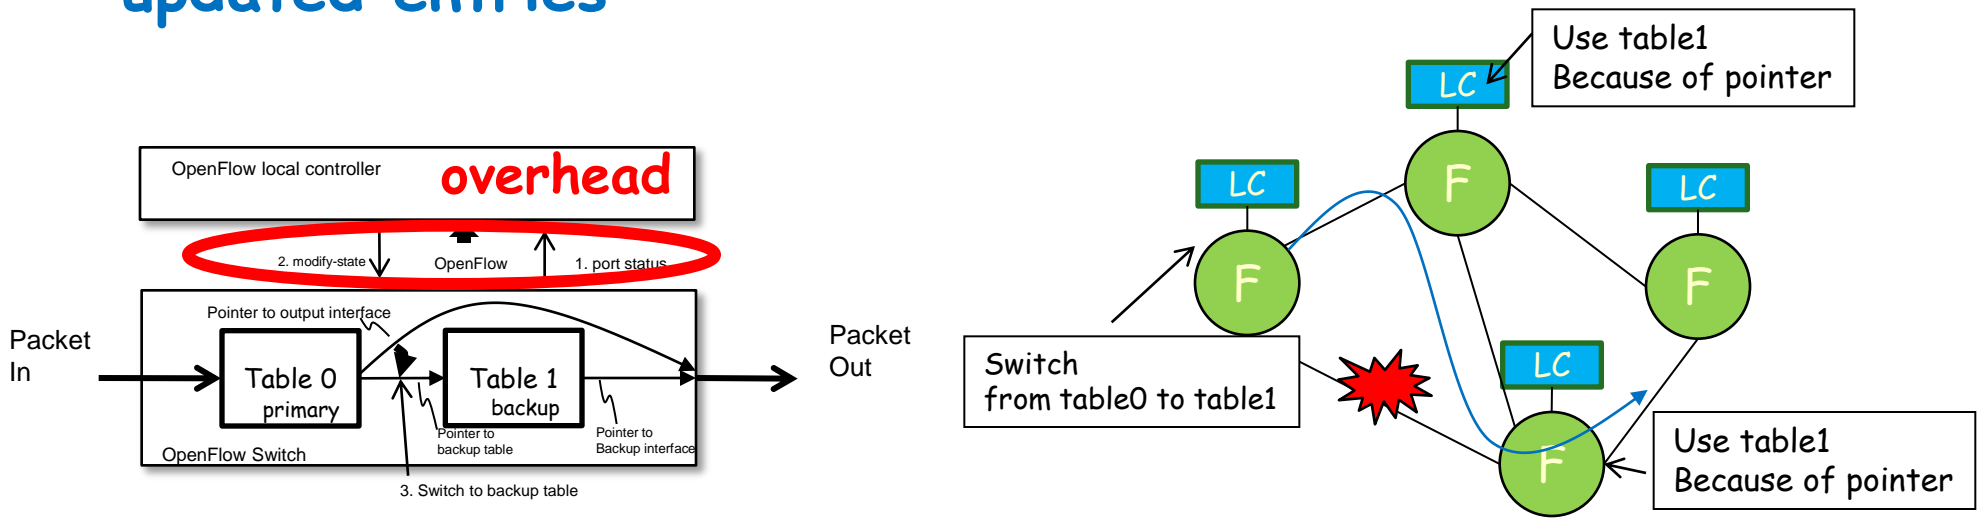 updated entries
OpenFlow local controller
overhead
2. modify-state
OpenFlow
1. port status
Pointer to output interface
Packet
In
Table 0
primary
Table 1
backup
Packet
Out
Pointer to
backup table
Pointer to
Backup interface
OpenFlow Switch
3. Switch to backup table
Use table1
Because of pointer
LC
F
LC
F
LC
F
Switch
from table0 to table1
LC
F
Use table1
Because of pointer